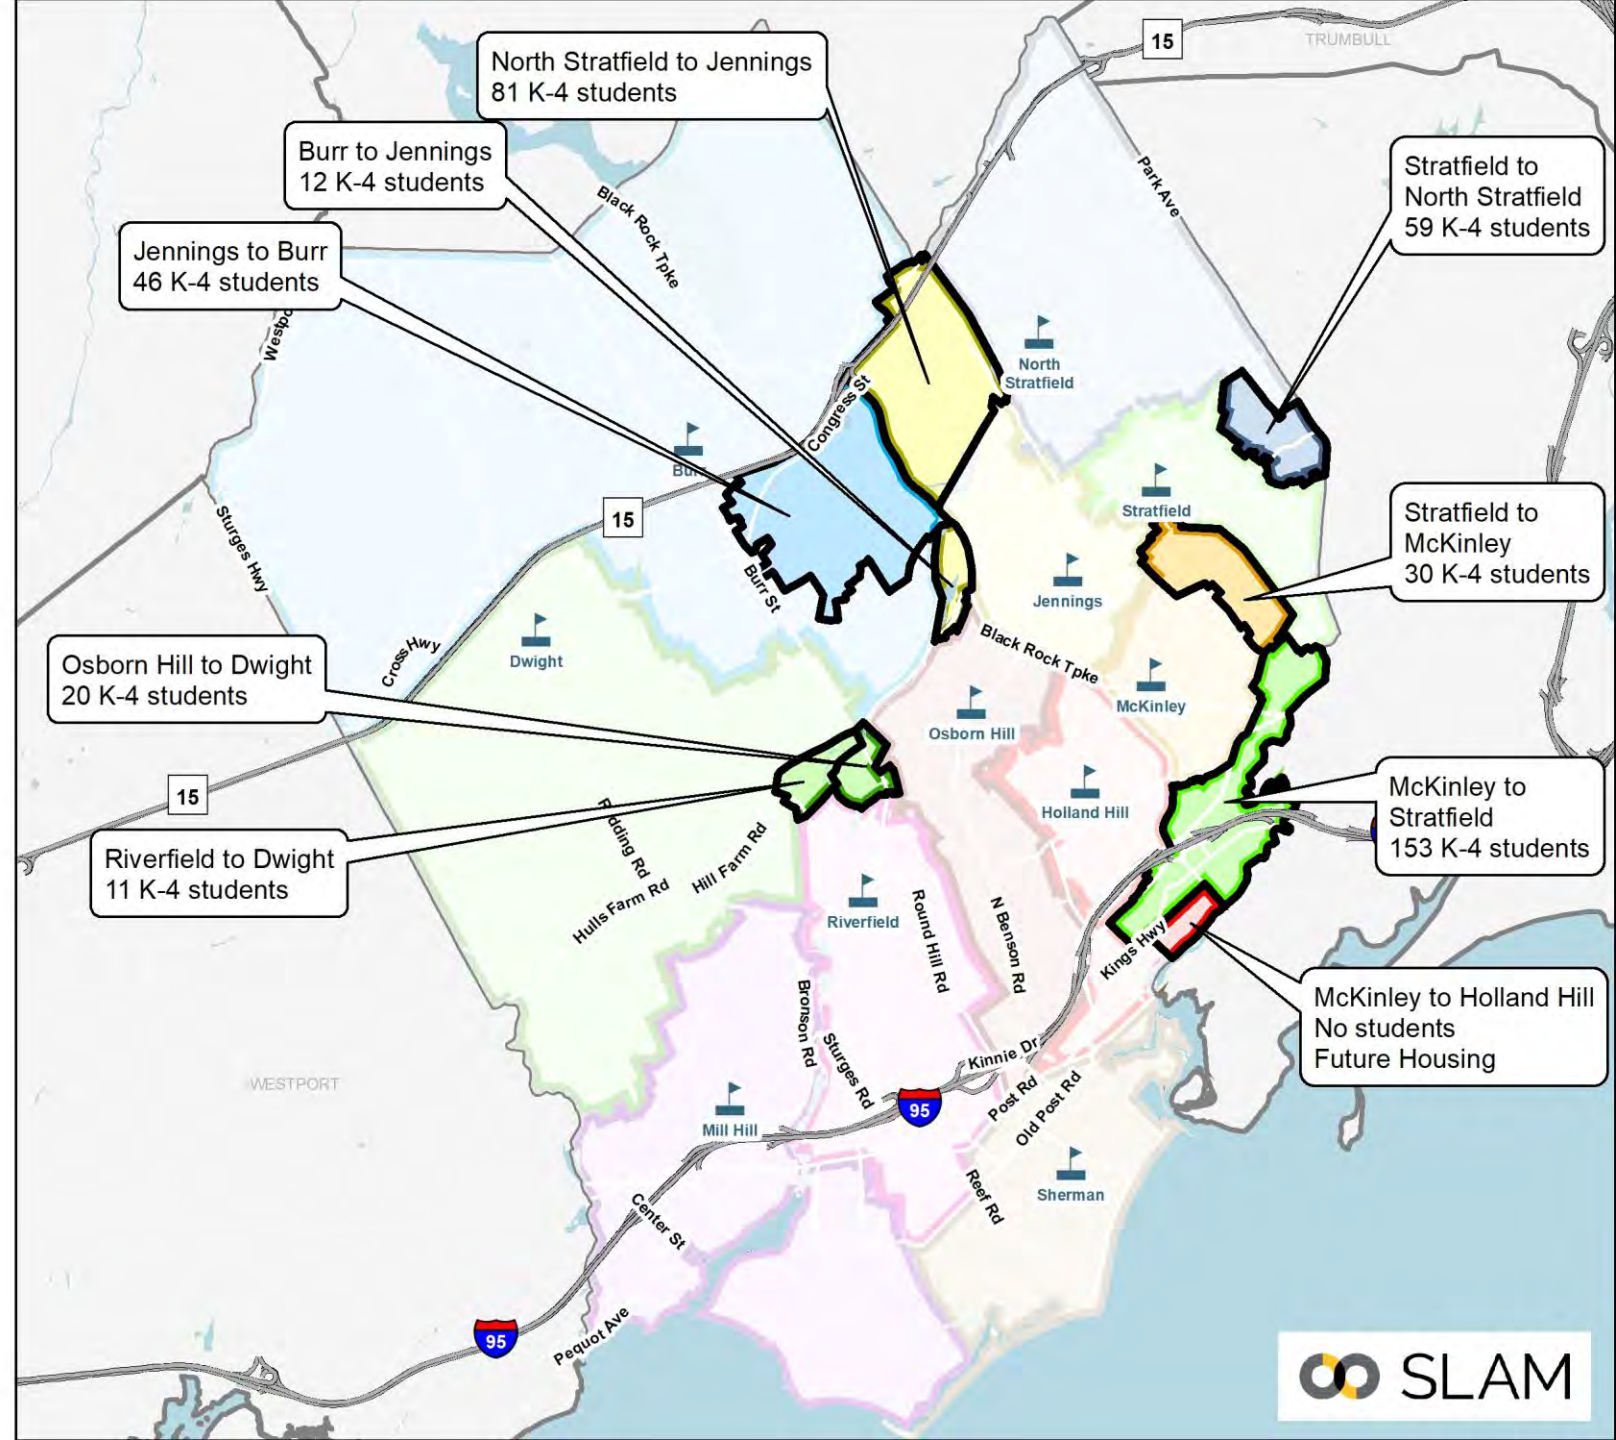 15
TRUMBULL
North Stratfield to Jennings
81 K-4 students
Burr to Jennings
12 K-4 students
Stratfield to
North Stratfield
59 K-4 students
Park Ave
Black Rock Tpke
Jennings to Burr
46 K-4 students
North
Stratfield
Congress St
Burr
Stratfield
15
Sturges Hwy
Stratfield to
McKinley
30 K-4 students
Burr St
Jennings
Black Rock Tpke
Cross Hwy
Dwight
Osborn Hill to Dwight
20 K-4 students
McKinley
Osborn Hill
15
Holland Hill
McKinley to
Stratfield
153 K-4 students
Redding Rd
Hill Farm Rd
Hulls Farm Rd
Riverfield to Dwight
11 K-4 students
Riverfield
Round Hill Rd
N Benson Rd
Kings Hwy
McKinley to Holland Hill
No students
Future Housing
Bronson Rd
Sturges Rd
Kinnie Dr
WESTPORT
Post Rd
Old Post Rd
95
Mill Hill
Sherman
Reef Rd
Center St
95
Pequot Ave
SLAM